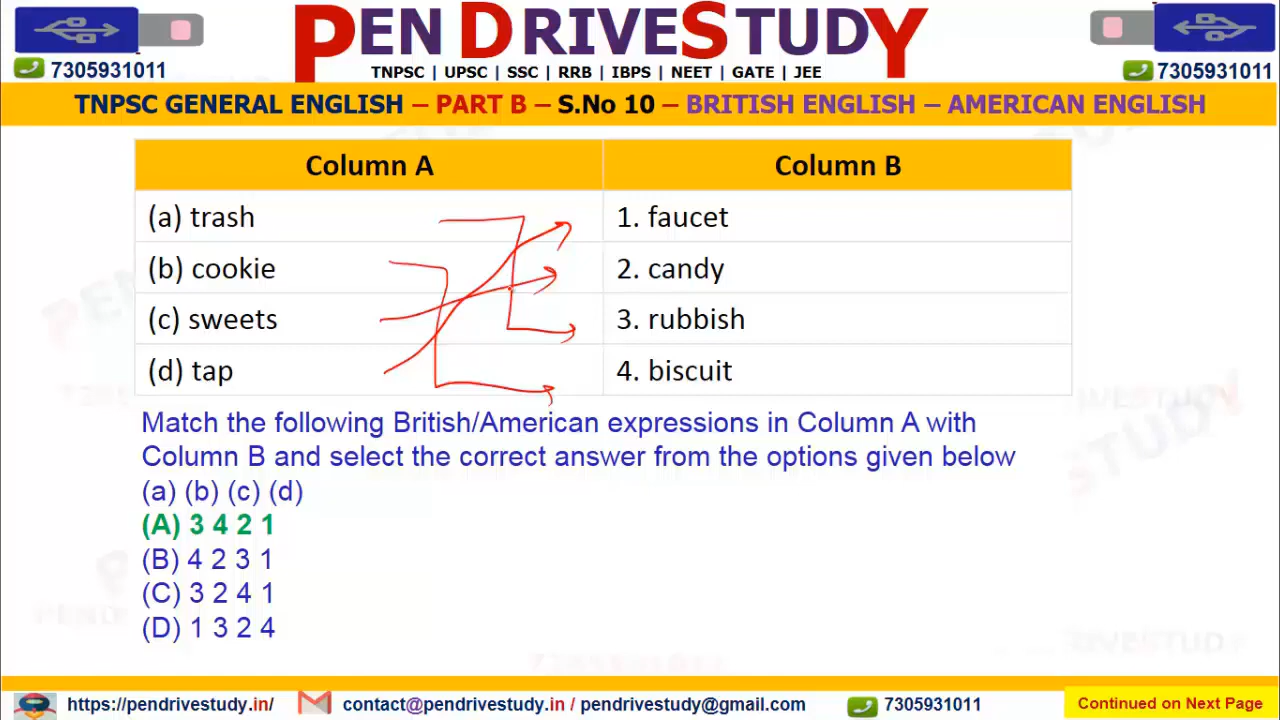 PEN DRIVESTUDY
7305931011
TNPSC | UPSC | SSC | RRB | IBPS | NEET | GATE | JEE
7305931011
TNPSC GENERAL ENGLISH – PART B – S.No 10 – BRITISH ENGLISH – AMERICAN ENGLISH
Column A Column B
(a) trash 1. faucet
(b) cookie 2. candy
(c) sweets 3. rubbish
(d) tap 4. biscuit
Match the following British/American expressions in Column A with
Column B and select the correct answer from the options given below
(a) (b) (c) (d)
(A) 3 4 2 1
(B) 4 2 3 1
(C) 3 2 4 1
(D) 1 3 2 4
https://pendrivestudy.in/ contact@pendrivestudy.in / pendrivestudy@gmail.com 7305931011 Continued on Next Page